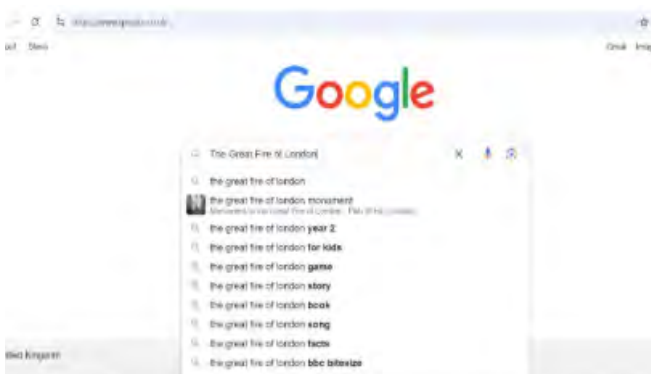 Store
Gmail
Google
The Great Fire of London
the great fire of london
the great fire of london monument
the great fire of london year 2
the great fire of london for kids
the great fire of london game
the great fire of london story
the great fire of london book
the great fire of london song
the great fire of london facts
the great fire of london bbc bitesize
Kingdom